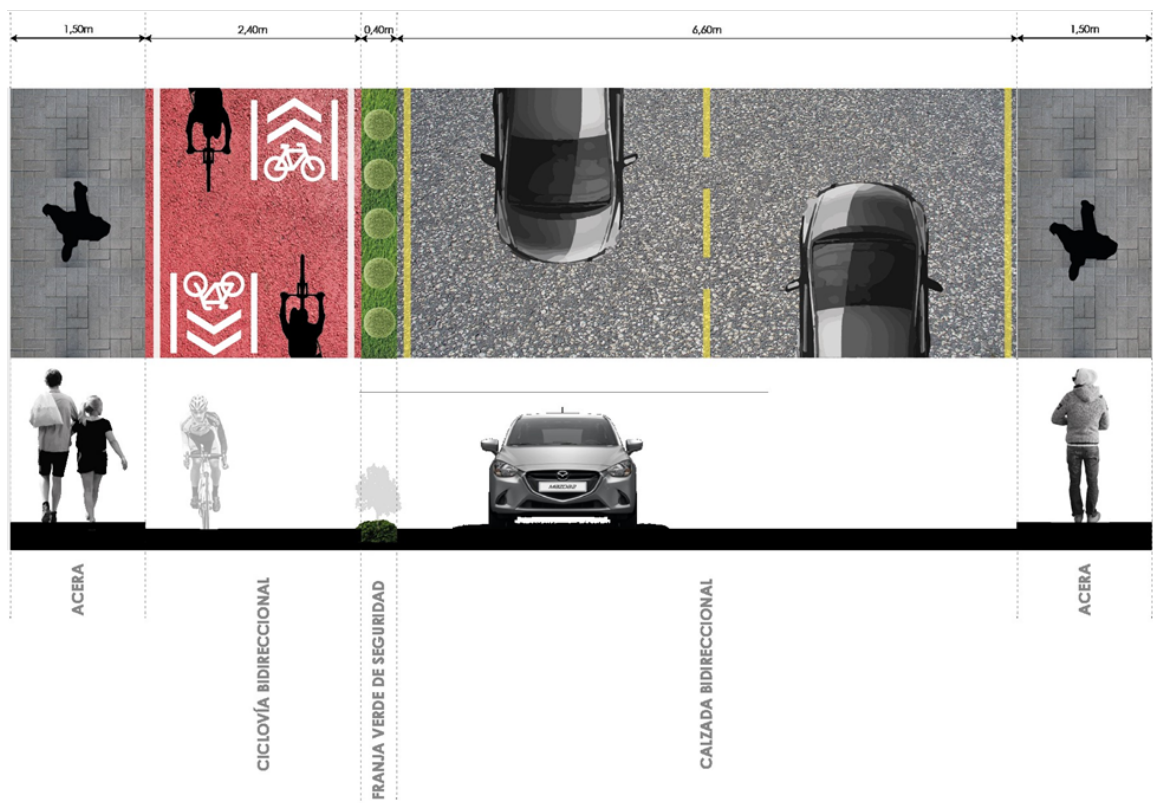 1,50m
2,40m
0,40m
6,60m
1,50m
ACERA
CICLOVÍA BIDIRECCIONAL
FRANJA VERDE DE SEGURIDAD
CALZADA BIDIRECCIONAL
ACERA